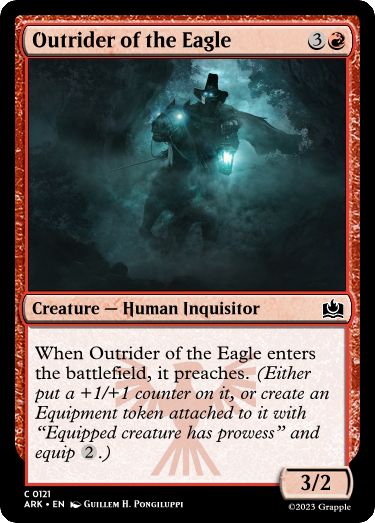 Outrider of the Eagle 3
Creature — Human Inquisitor
When Outrider of the Eagle enters
the battlefield, it preaches. (Either
put a +1/+1 counter on it, or create an
Equipment token attached to it with
“Equipped creature has prowess” and
equip 2.)
3/2
C 0121
ARK • EN Guillem H. Pongiluppi
©2023 Grapple